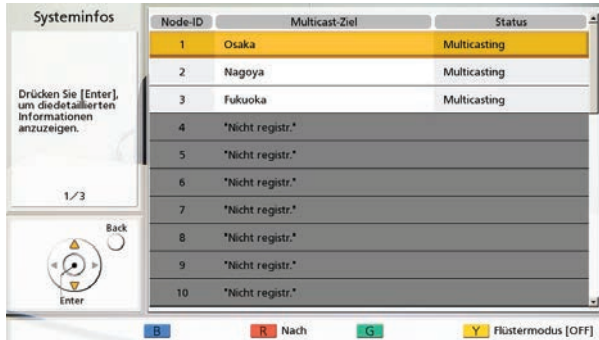 Systeminfos
Drücken Sie [Enter],
um diedetaillierten
Informationen
anzuzeigen.
1/3
Back
Enter
Node-ID Multicast-Ziel Status
1 Osaka Multicasting
2 Nagoya Multicasting
3 Fukuoka Multicasting
4 "Nicht registr."
5 "Nicht registr."
6 "Nicht registr."
7 "Nicht registr."
8 "Nicht registr."
9 "Nicht registr."
10 "Nicht registr."
B R Nach G Y Flüstermodus [OFF]